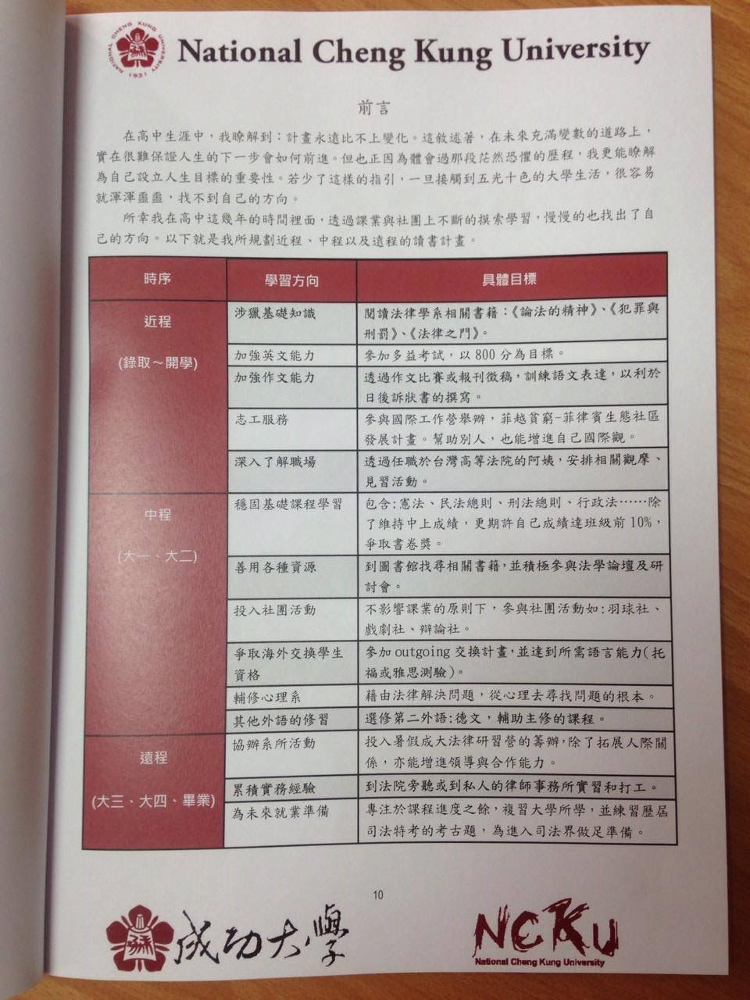 NATIONAL CHENG KUNG UNIVERSITY
1931
National Cheng Kung University
前言
在高中生涯中，我瞭解到：計畫永遠比不上變化。這敘述著，在未來充滿變數的道路上，
實在很難保證人生的下一步會如何前進。但也正因為體會過那段茫然恐懼的歷程，我更能瞭解
為自己設立人生目標的重要性。若少了這樣的指引，一旦接觸到五光十色的大學生活，很容易
就渾渾噩噩，找不到自己的方向。
所幸我在高中這幾年的時間裡面，透過課業與社團上不斷的摸索學習，慢慢的也找出了自
己的方向。以下就是我所規劃近程、中程以及遠程的讀書計畫。
時序 學習方向 具體目標
近程
(錄取～開學)
涉獵基礎知識
閱讀法律學系相關書籍：《論法的精神》、《犯罪與
刑罰》、《法律之門》。
加強英文能力
參加多益考試，以800分為目標。
加強作文能力
透過作文比賽或報刊徵稿，訓練語文表達，以利於
日後訴狀書的撰寫。
志工服務
參與國際工作營舉辦，菲越貧窮-菲律賓生態社區
發展計畫。幫助別人，也能增進自己國際觀。
深入了解職場
透過任職於台灣高等法院的阿姨，安排相關觀摩、
見習活動。
中程
(大一、大二)
穩固基礎課程學習
包含:憲法、民法總則、刑法總則、行政法……除
了維持中上成績，更期許自己成績達班級前10%，
爭取書卷獎。
善用各種資源
到圖書館找尋相關書籍，並積極參與法學論壇及研
討會。
投入社團活動
不影響課業的原則下，參與社團活動如:羽球社、
戲劇社、辯論社。
爭取海外交換學生
資格
參加outgoing交換計畫，並達到所需語言能力(托
福或雅思測驗)。
輔修心理系
藉由法律解決問題，從心理去尋找問題的根本。
其他外語的修習
選修第二外語:德文，輔助主修的課程。
遠程
(大三、大四、畢業)
協辦系所活動
投入暑假成大法律研習營的籌辦，除了拓展人際關
係，亦能增進領導與合作能力。
累積實務經驗
到法院旁聽或到私人的律師事務所實習和打工。
為未來就業準備
專注於課程進度之餘，複習大學所學，並練習歷屆
司法特考的考古題，為進入司法界做足準備。
10
成功大學
NCKU
National Cheng Kung University